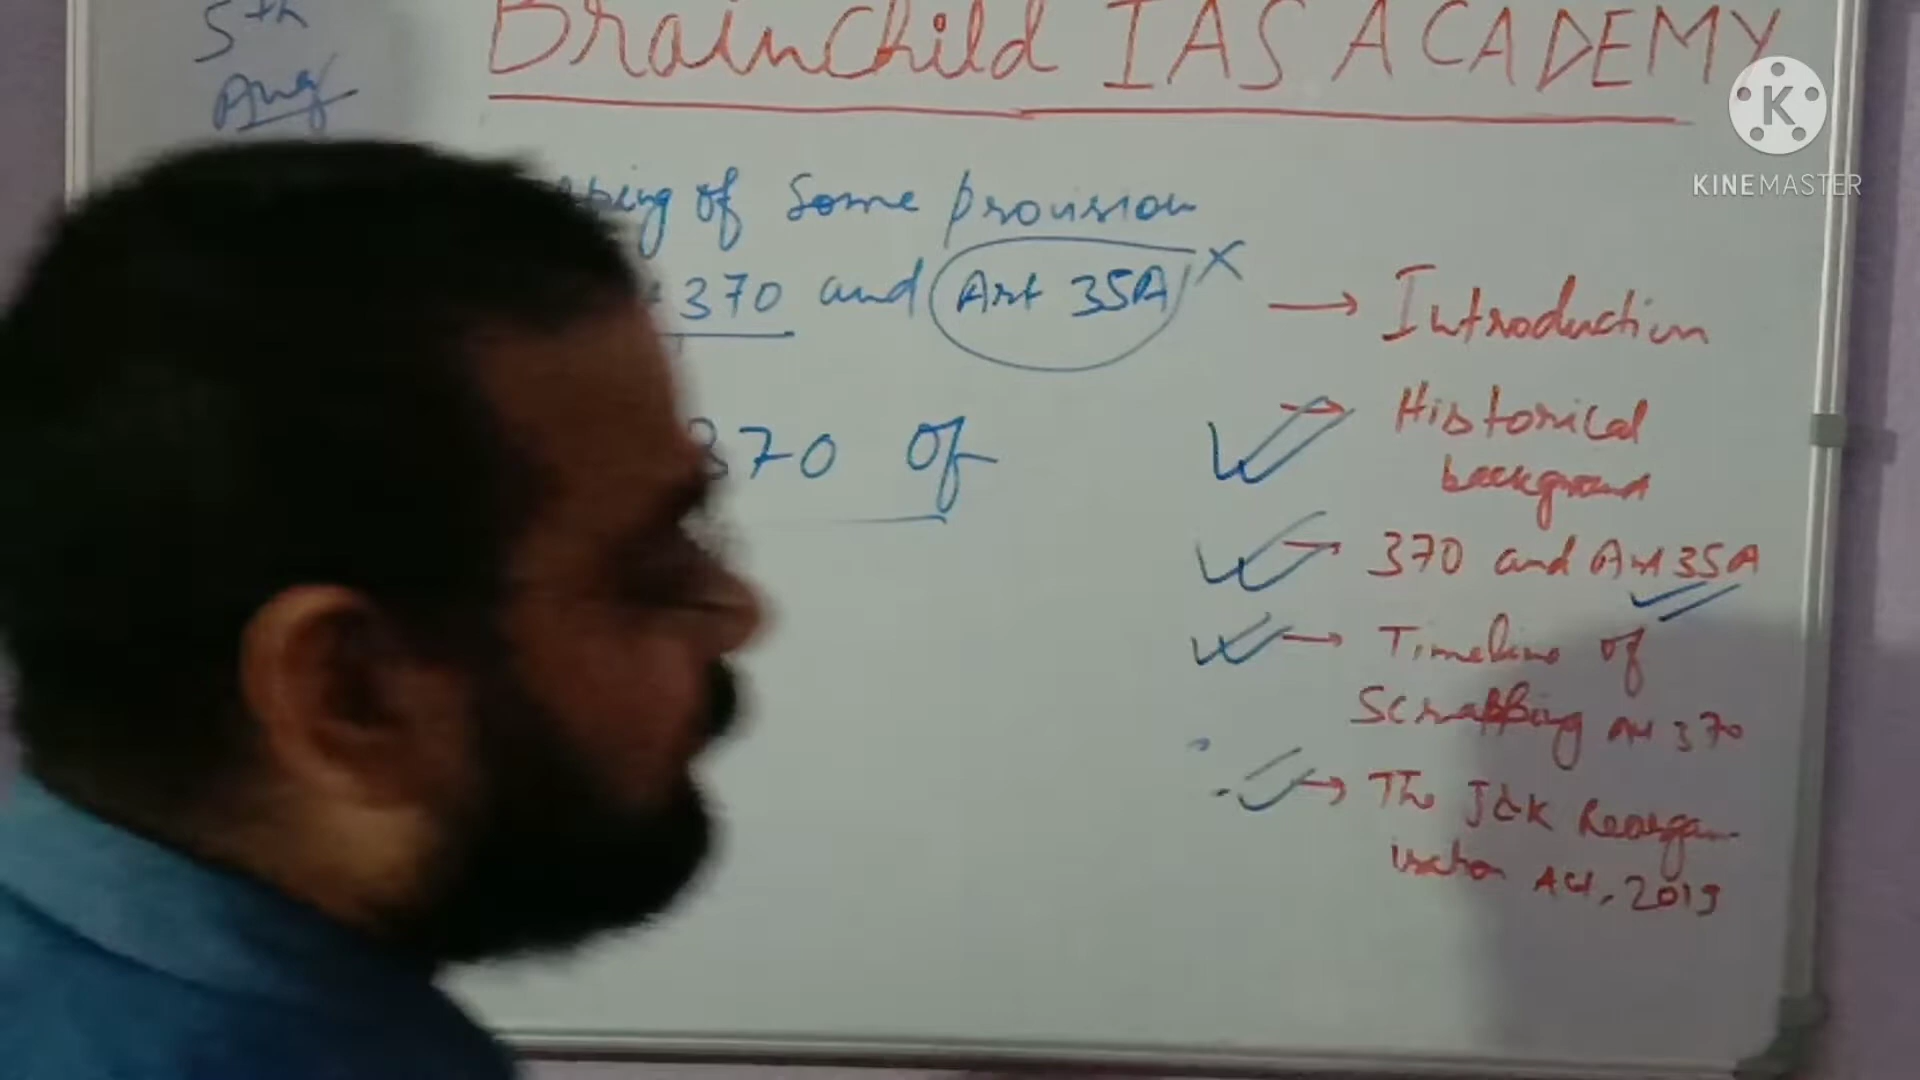 5th
Aug
BrainChild IAS ACADEMY
K
KINEMASTER
of Some provision
370 and Art 35A X
370 of
→ Introduction
→ Historical
background
→ 370 and Art 35A
→ Timeline of
Scrapping Art 370
→ The J&K Reorgan-
isation Act, 2019